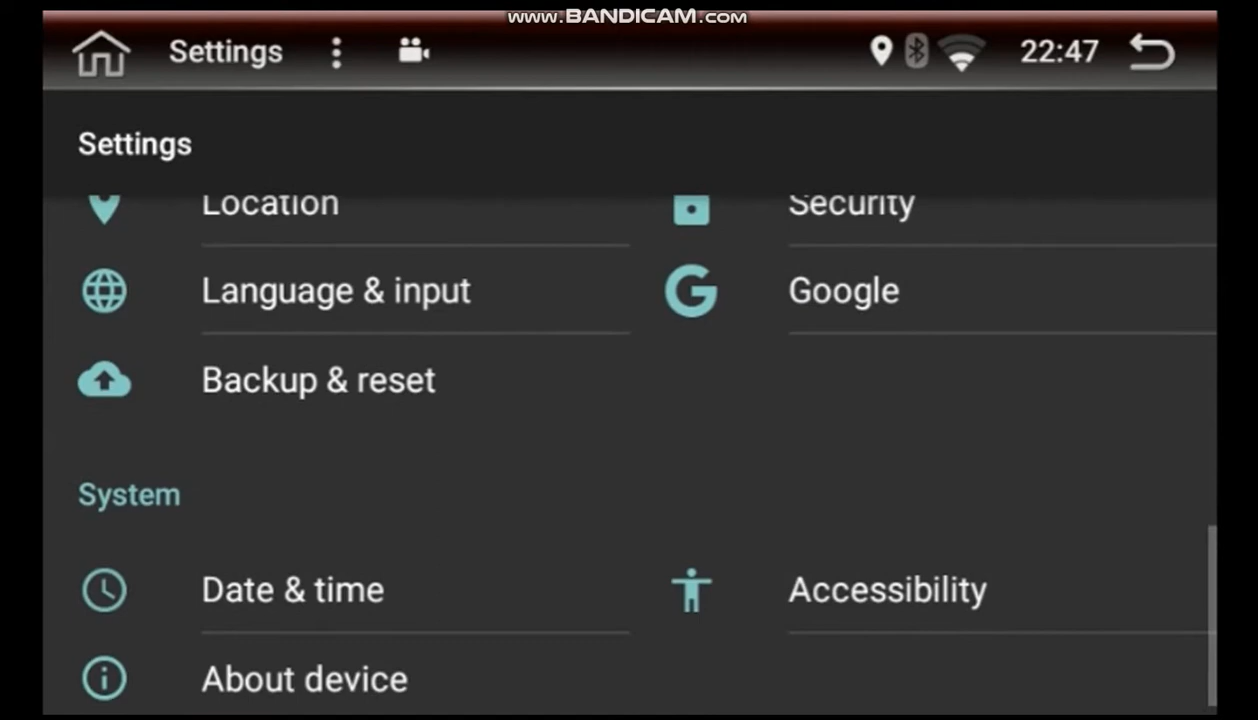 www.BANDICAM.com
Settings
22:47
Settings
Location
Security
Language & input
Google
Backup & reset
System
Date & time
Accessibility
About device